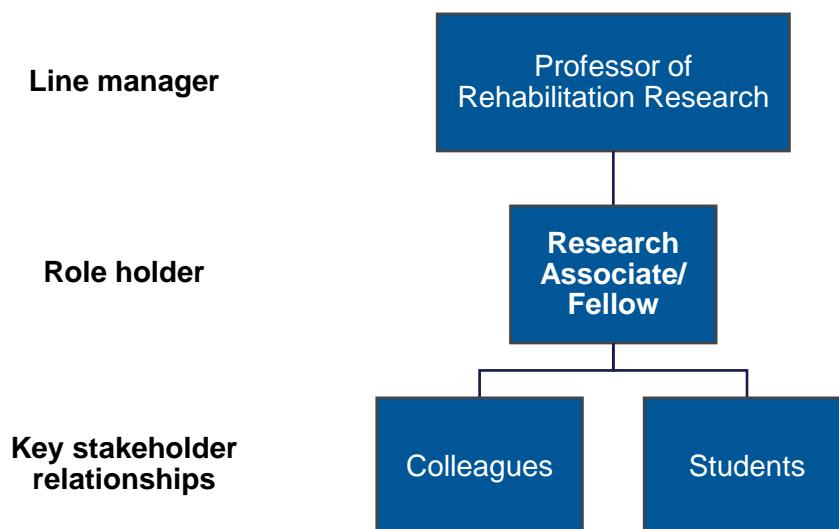 Line manager
Professor of
Rehabilitation Research
Role holder
Research
Associate/
Fellow
Key stakeholder
relationships
Colleagues
Students